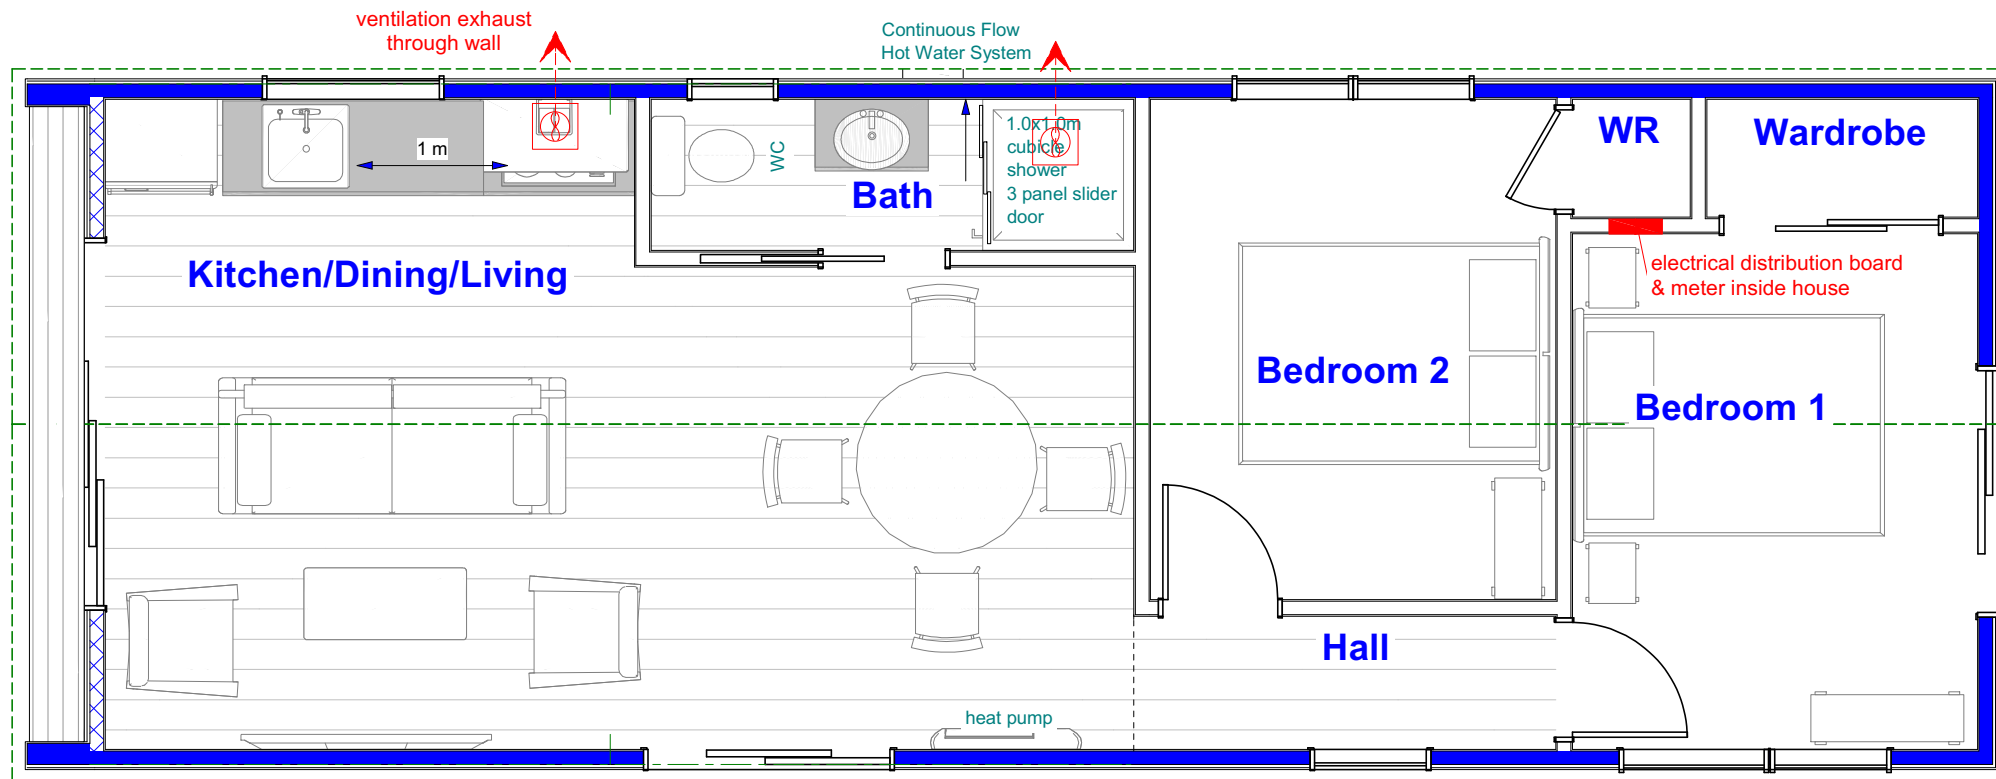 ventilation exhaust
through wall
Continuous Flow
Hot Water System
1 m
WC
Bath
1.0x1.0m
cubicle
shower
3 panel slider
door
WR
Wardrobe
electrical distribution board
& meter inside house
Kitchen/Dining/Living
Bedroom 2
Bedroom 1
Hall
heat pump